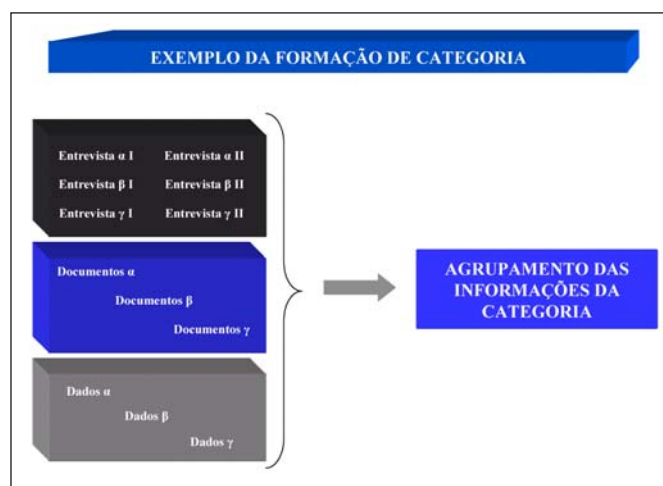 EXEMPLO DA FORMAÇÃO DE CATEGORIA
Entrevista α I Entrevista α II
Entrevista β I Entrevista β II
Entrevista γ I Entrevista γ II
Documentos α
Documentos β
Documentos γ
Dados α
Dados β
Dados γ
AGRUPAMENTO DAS
INFORMAÇÕES DA
CATEGORIA